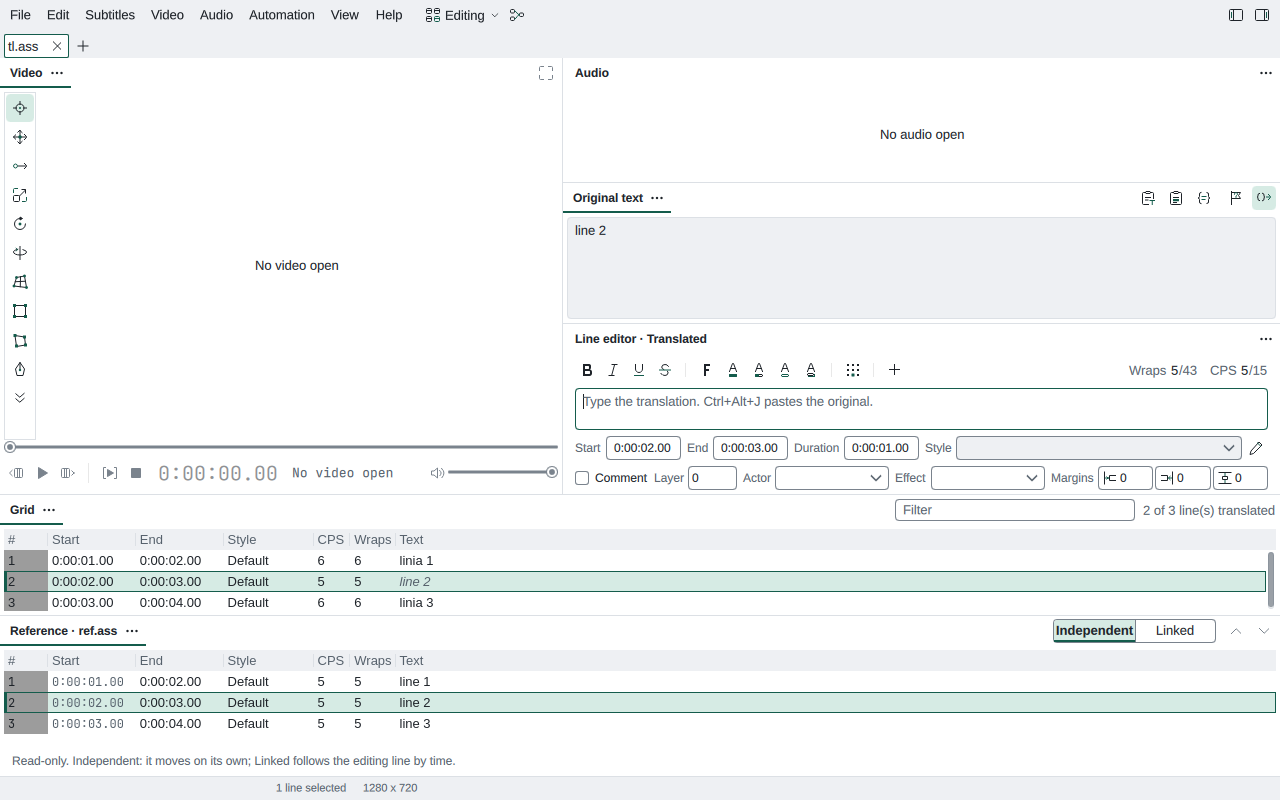 File Edit Subtitles Video Audio Automation View Help Editing
tl.ass
Video
Audio
No audio open
No video open
Original text
line 2
Line editor · Translated
B I U S F A A A A Wraps 5/43 CPS 5/15
Type the translation. Ctrl+Alt+J pastes the original.
Start 0:00:02.00 End 0:00:03.00 Duration 0:00:01.00 Style
Comment Layer 0 Actor Effect Margins 0 0 0
0:00:00.00 No video open
Grid Filter 2 of 3 line(s) translated
# Start End Style CPS Wraps Text
1 0:00:01.00 0:00:02.00 Default 6 6 linia 1
2 0:00:02.00 0:00:03.00 Default 5 5 line 2
3 0:00:03.00 0:00:04.00 Default 6 6 linia 3
Reference · ref.ass Independent Linked
# Start End Style CPS Wraps Text
1 0:00:01.00 0:00:02.00 Default 5 5 line 1
2 0:00:02.00 0:00:03.00 Default 5 5 line 2
3 0:00:03.00 0:00:04.00 Default 5 5 line 3
Read-only. Independent: it moves on its own; Linked follows the editing line by time.
1 line selected 1280 x 720